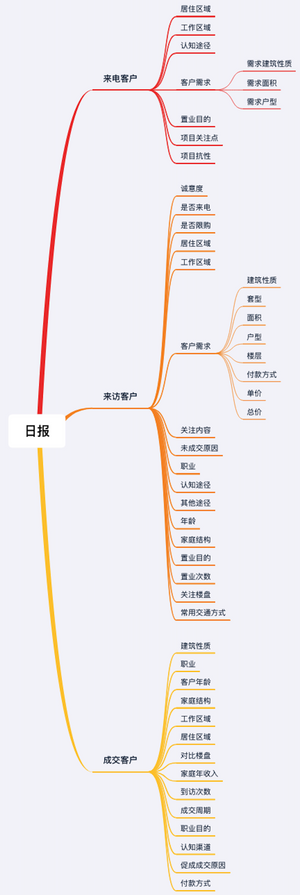 日报
来电客户
居住区域
工作区域
认知途径
客户需求
需求建筑性质
需求面积
需求户型
置业目的
项目关注点
项目抗性
来访客户
诚意度
是否来电
是否限购
居住区域
工作区域
客户需求
建筑性质
套型
面积
户型
楼层
付款方式
单价
总价
关注内容
未成交原因
职业
认知途径
其他途径
年龄
家庭结构
置业目的
置业次数
关注楼盘
常用交通方式
成交客户
建筑性质
职业
客户年龄
家庭结构
工作区域
居住区域
对比楼盘
家庭年收入
到访次数
成交周期
职业目的
认知渠道
促成成交原因
付款方式